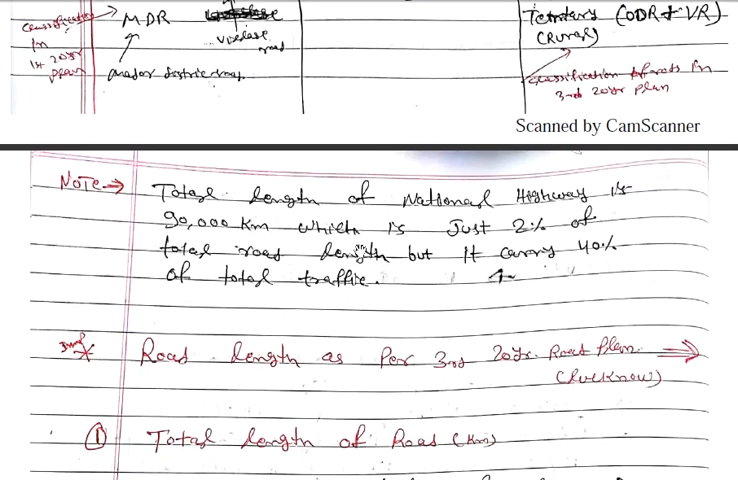 Classification
in
1st 20yr
plan
MDR
village
road
major district road
Tertatary (ODR + VR)
(Rural)
Classification of roads in
3rd 20yr plan
Scanned by CamScanner
NOTE→
Total length of National Highway is
90,000 Km which is Just 2% of
total road length but it carry 40%
of total traffic.
Road length as Per 3rd 20yr. Road Plan →
(Lucknow)
① Total length of Road (Km)